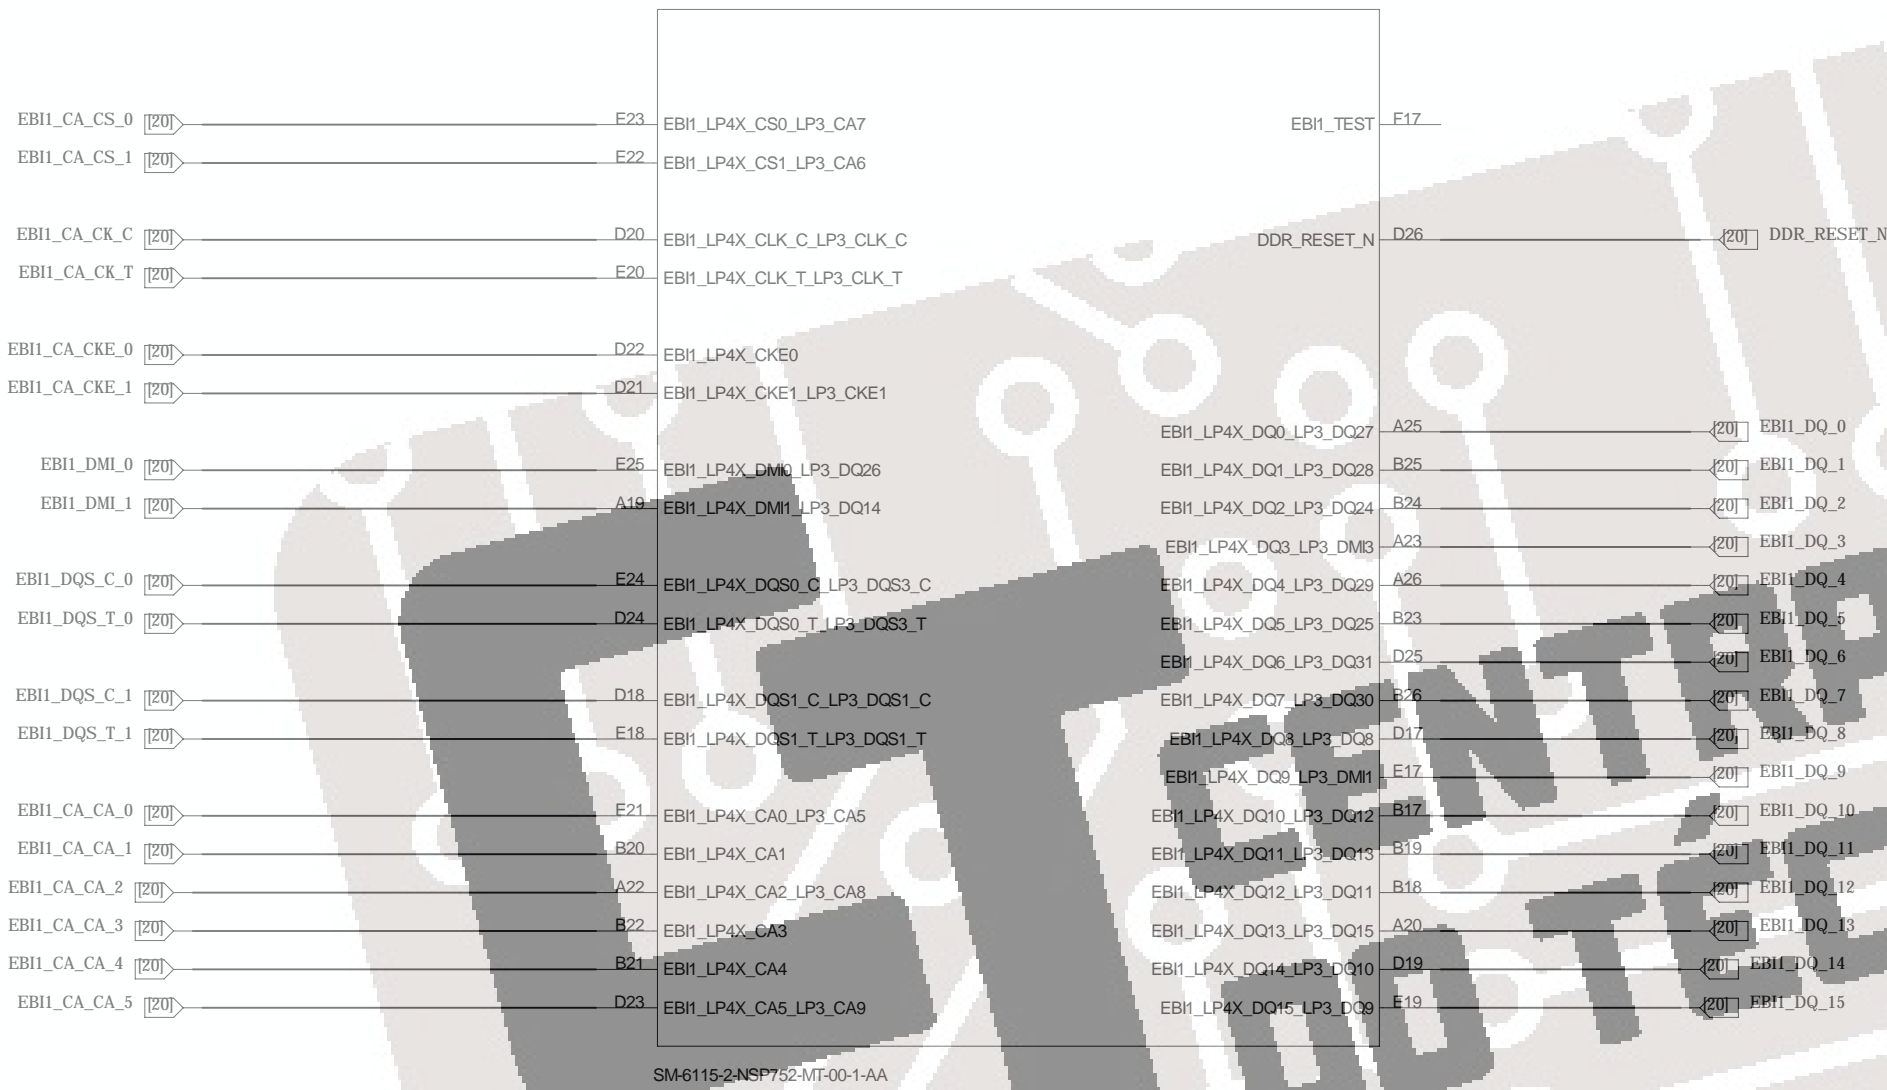 EBI1_CA_CS_0 [20] E23 EBI1_LP4X_CS0_LP3_CA7 EBI1_TEST F17
EBI1_CA_CS_1 [20] E22 EBI1_LP4X_CS1_LP3_CA6
EBI1_CA_CK_C [20] D20 EBI1_LP4X_CLK_C_LP3_CLK_C DDR_RESET_N D26 [20] DDR_RESET_N
EBI1_CA_CK_T [20] E20 EBI1_LP4X_CLK_T_LP3_CLK_T
EBI1_CA_CKE_0 [20] D22 EBI1_LP4X_CKE0
EBI1_CA_CKE_1 [20] D21 EBI1_LP4X_CKE1_LP3_CKE1
EBI1_LP4X_DQ0_LP3_DQ27 A25 [20] EBI1_DQ_0
EBI1_DMI_0 [20] E25 EBI1_LP4X_DMI0_LP3_DQ26 EBI1_LP4X_DQ1_LP3_DQ28 B25 [20] EBI1_DQ_1
EBI1_DMI_1 [20] A19 EBI1_LP4X_DMI1_LP3_DQ14 EBI1_LP4X_DQ2_LP3_DQ24 B24 [20] EBI1_DQ_2
EBI1_LP4X_DQ3_LP3_DMI3 A23 [20] EBI1_DQ_3
EBI1_DQS_C_0 [20] E24 EBI1_LP4X_DQS0_C_LP3_DQS3_C EBI1_LP4X_DQ4_LP3_DQ29 A26 [20] EBI1_DQ_4
EBI1_DQS_T_0 [20] D24 EBI1_LP4X_DQS0_T_LP3_DQS3_T EBI1_LP4X_DQ5_LP3_DQ25 B23 [20] EBI1_DQ_5
EBI1_LP4X_DQ6_LP3_DQ31 D25 [20] EBI1_DQ_6
EBI1_DQS_C_1 [20] D18 EBI1_LP4X_DQS1_C_LP3_DQS1_C EBI1_LP4X_DQ7_LP3_DQ30 B26 [20] EBI1_DQ_7
EBI1_DQS_T_1 [20] E18 EBI1_LP4X_DQS1_T_LP3_DQS1_T EBI1_LP4X_DQ8_LP3_DQ8 D17 [20] EBI1_DQ_8
EBI1_LP4X_DQ9_LP3_DMI1 E17 [20] EBI1_DQ_9
EBI1_CA_CA_0 [20] E21 EBI1_LP4X_CA0_LP3_CA5 EBI1_LP4X_DQ10_LP3_DQ12 B17 [20] EBI1_DQ_10
EBI1_CA_CA_1 [20] B20 EBI1_LP4X_CA1 EBI1_LP4X_DQ11_LP3_DQ13 B19 [20] EBI1_DQ_11
EBI1_CA_CA_2 [20] A22 EBI1_LP4X_CA2_LP3_CA8 EBI1_LP4X_DQ12_LP3_DQ11 B18 [20] EBI1_DQ_12
EBI1_CA_CA_3 [20] B22 EBI1_LP4X_CA3 EBI1_LP4X_DQ13_LP3_DQ15 A20 [20] EBI1_DQ_13
EBI1_CA_CA_4 [20] B21 EBI1_LP4X_CA4 EBI1_LP4X_DQ14_LP3_DQ10 D19 [20] EBI1_DQ_14
EBI1_CA_CA_5 [20] D23 EBI1_LP4X_CA5_LP3_CA9 EBI1_LP4X_DQ15_LP3_DQ9 E19 [20] EBI1_DQ_15
SM-6115-2-NSP752-MT-00-1-AA